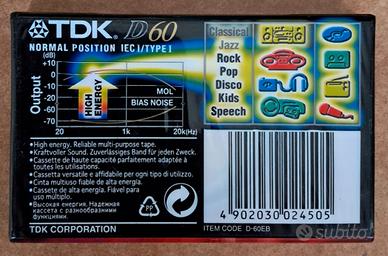 TDK D60
NORMAL POSITION IEC I/TYPE I
(dB)
+10
0
-10
-50
-60
-70
Output
HIGH ENERGY
MOL
BIAS NOISE
20
1k
20k(Hz)
Classical
Jazz
Rock
Pop
Disco
Kids
Speech
• High energy. Reliable multi-purpose tape.
• Kraftvoller Sound. Zuverlässiges Band für jeden Zweck.
• Cassette de haute capacité parfaitement adaptée à
toutes les utilisations.
• Cassetta versatile e affidabile per ogni tipo di utilizzo.
• Cinta multiuso fiable de alta energía.
• Cassete de alta energia. Fiável para
uso múltiplo.
• Высокая энергия. Надежная
кассета с разнообразными
функциями.
PP
4 902030 024505
TDK CORPORATION
ITEM CODE D-60EB
Subito